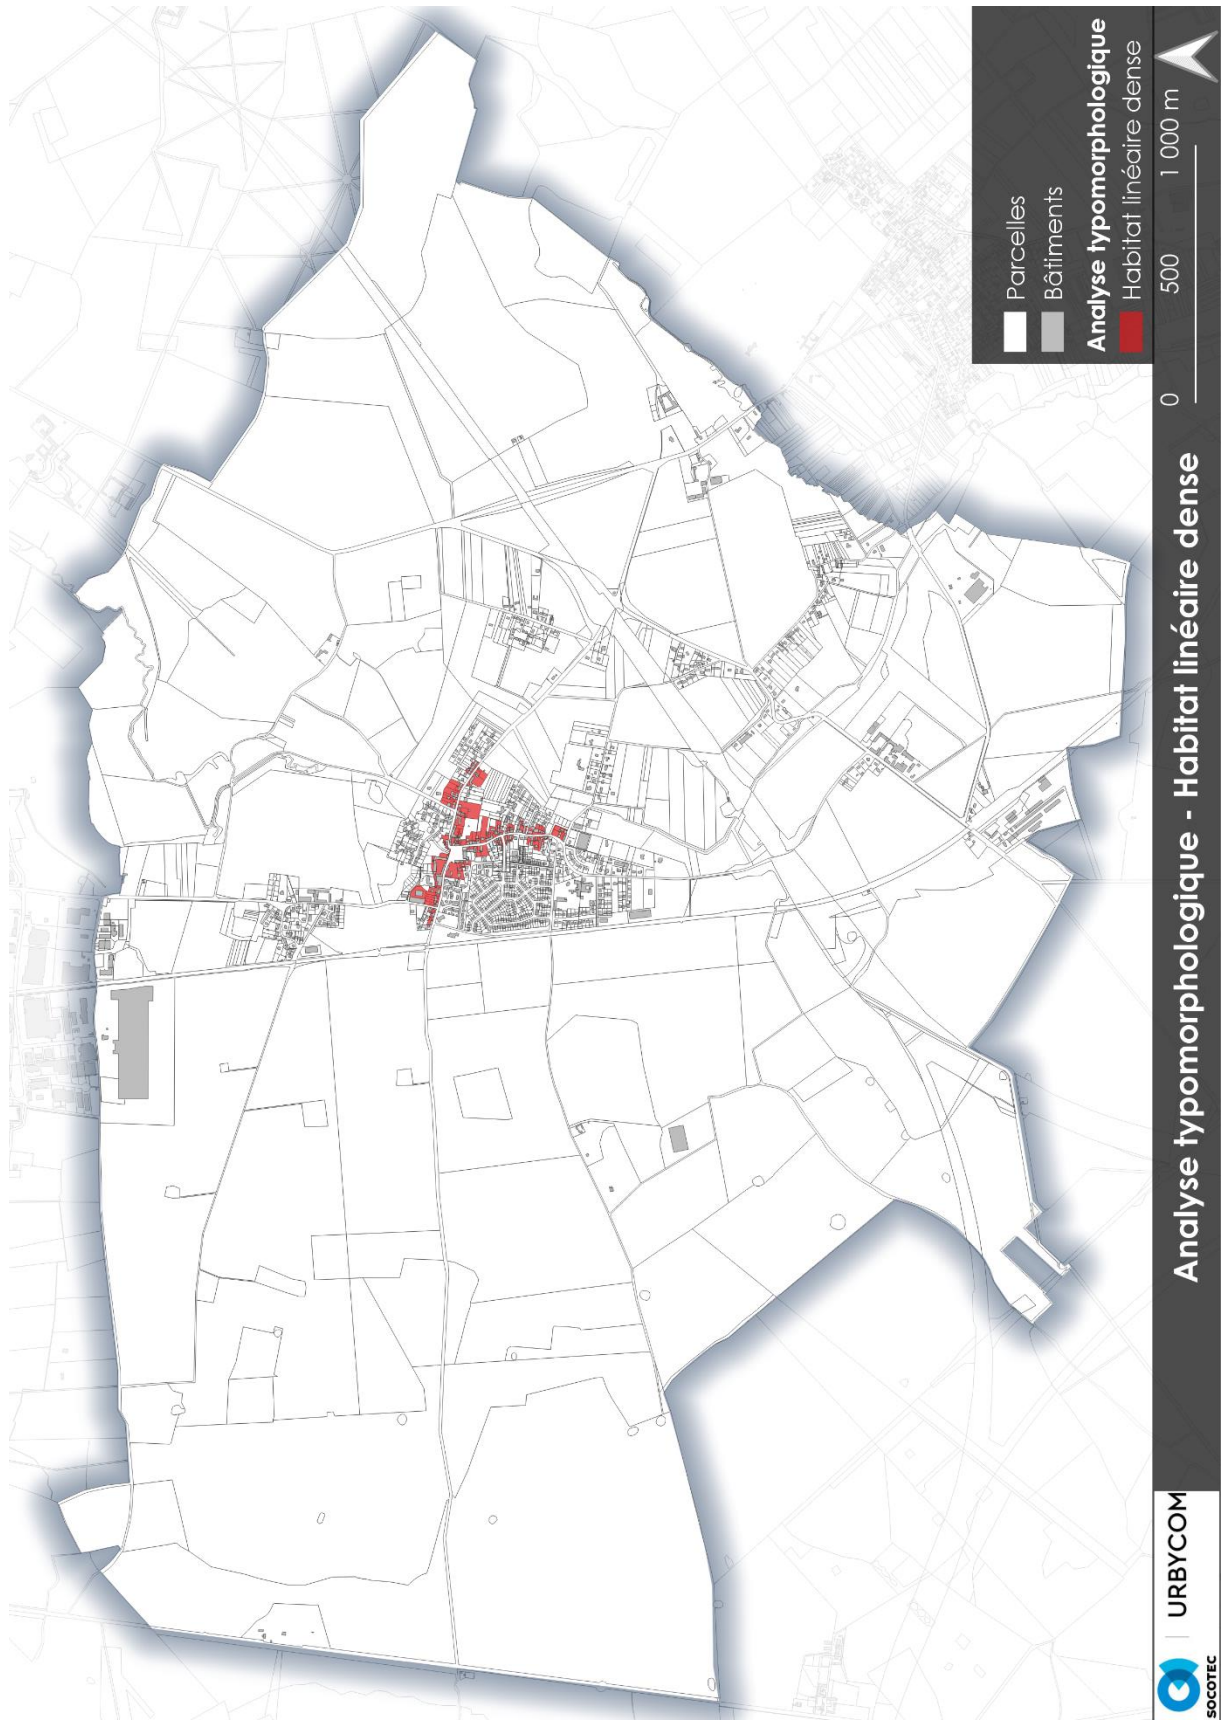 Parcelles
Bâtiments
Analyse typomorphologique
Habitat linéaire dense
0 500 1 000 m
Analyse typomorphologique - Habitat linéaire dense
SOCOTEC
URBYCOM